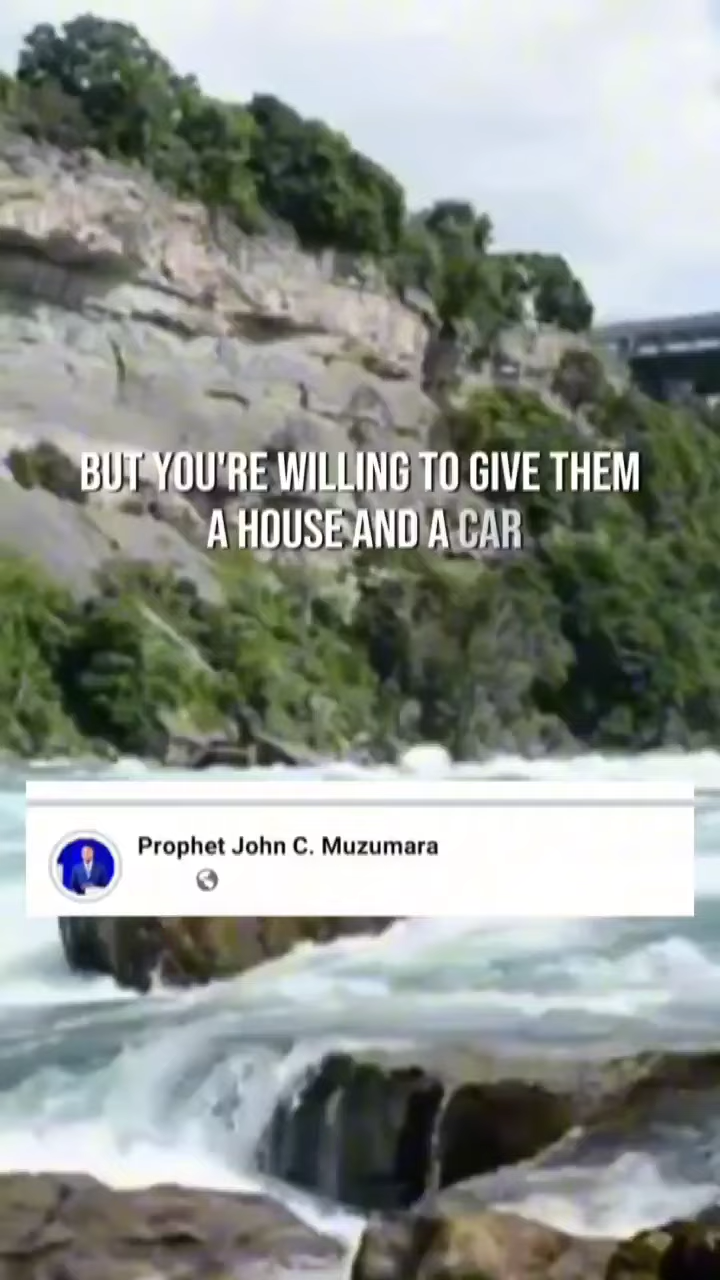 BUT YOU'RE WILLING TO GIVE THEM
A HOUSE AND A CAR
Prophet John C. Muzumara